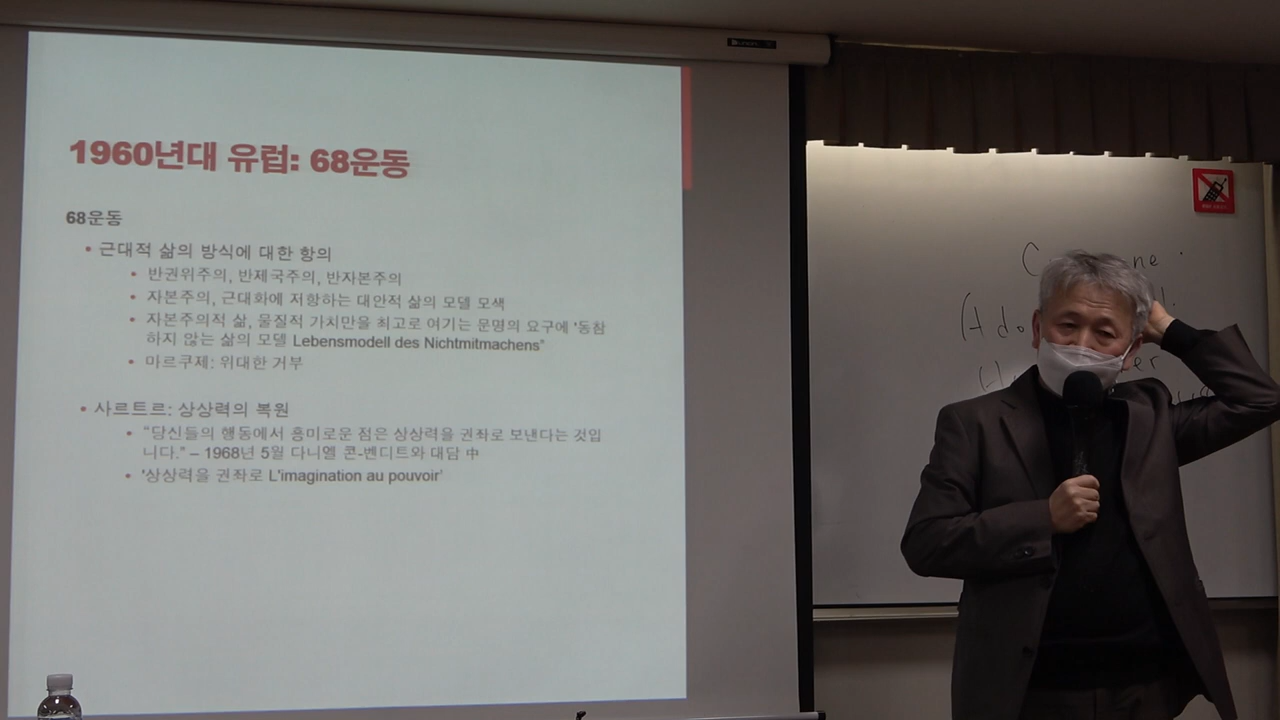 1960년대 유럽: 68운동
68운동
• 근대적 삶의 방식에 대한 항의
• 반권위주의, 반제국주의, 반자본주의
• 자본주의, 근대화에 저항하는 대안적 삶의 모델 모색
• 자본주의적 삶, 물질적 가치만을 최고로 여기는 문명의 요구에 '동참
하지 않는 삶의 모델 Lebensmodell des Nichtmitmachens"
• 마르쿠제: 위대한 거부
• 사르트르: 상상력의 복원
• "당신들의 행동에서 흥미로운 점은 상상력을 권좌로 보낸다는 것입
니다." – 1968년 5월 다니엘 콘-벤디트와 대담 中
• '상상력을 권좌로 L'imagination au pouvoir'